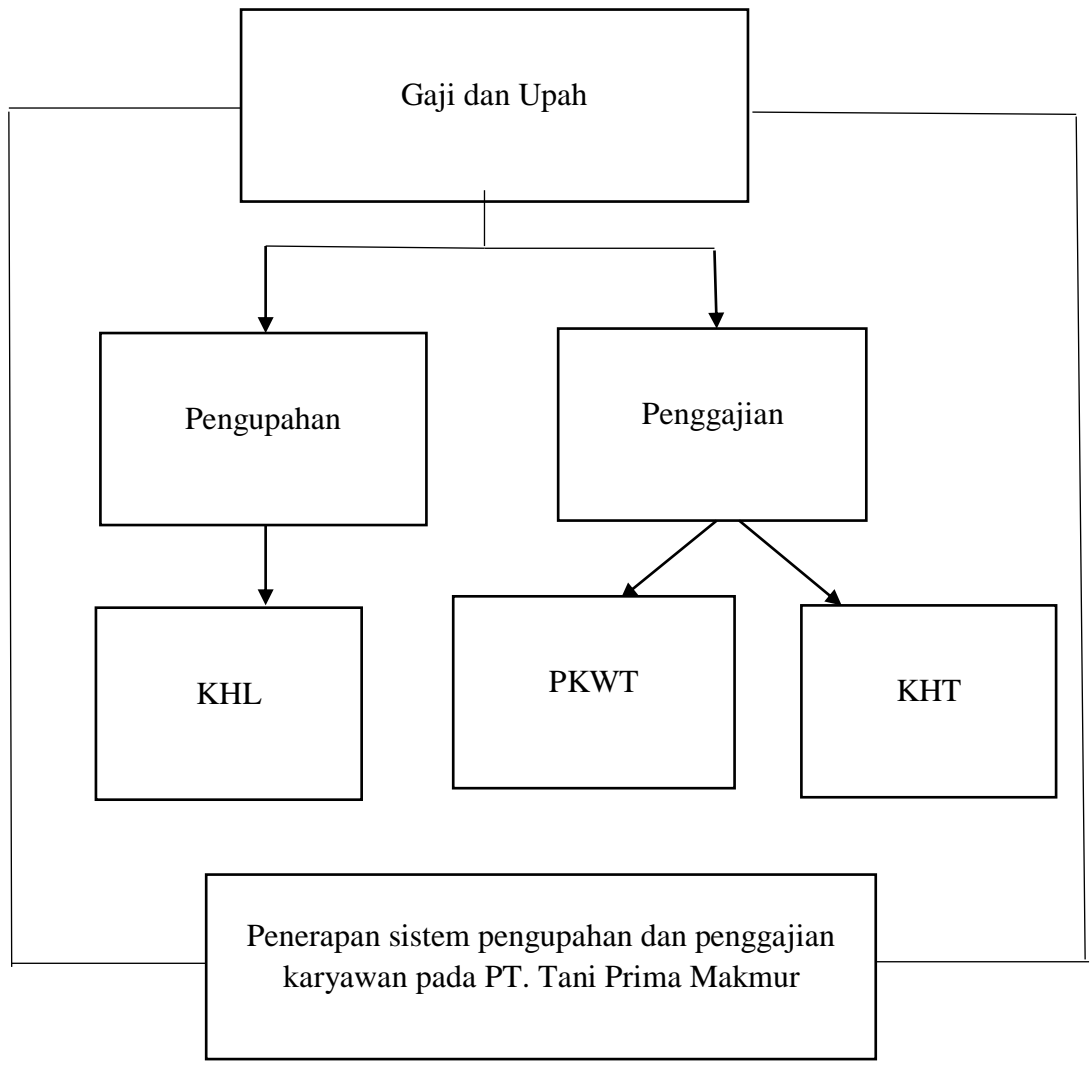 Gaji dan Upah
Pengupahan
Penggajian
KHL
PKWT
KHT
Penerapan sistem pengupahan dan penggajian
karyawan pada PT. Tani Prima Makmur